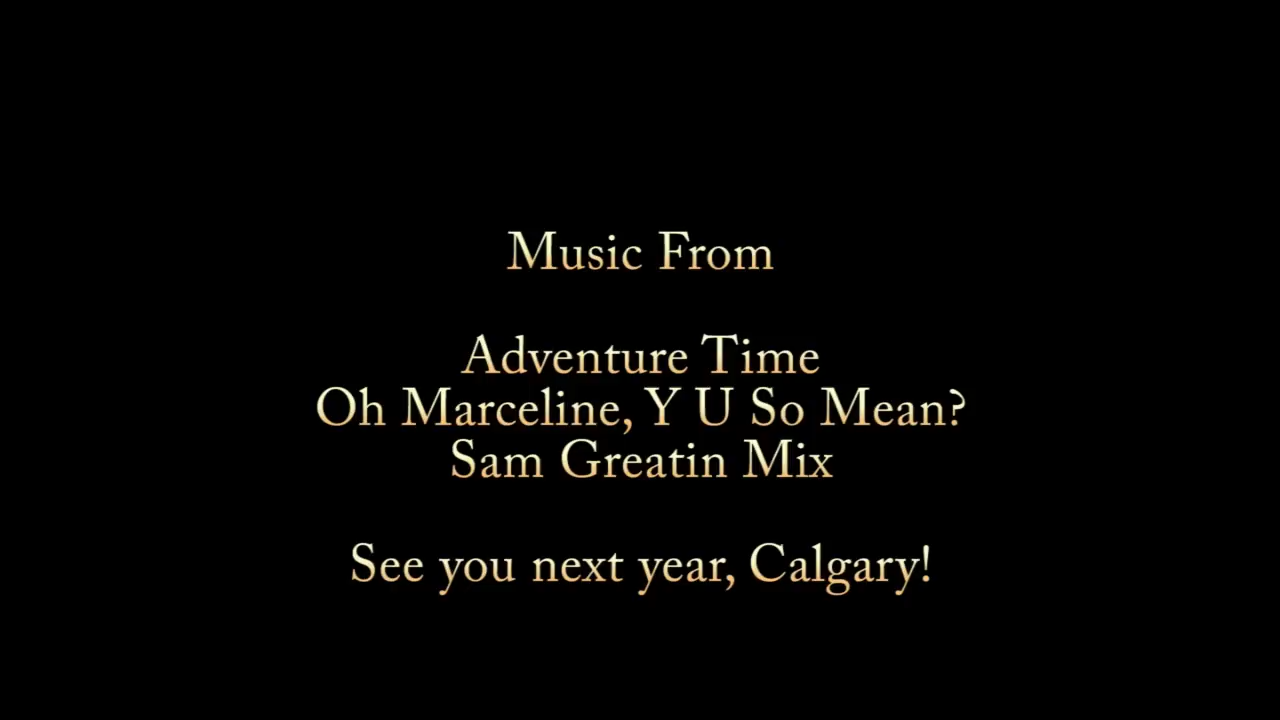 Music From
Adventure Time
Oh Marceline, Y U So Mean?
Sam Greatin Mix
See you next year, Calgary!